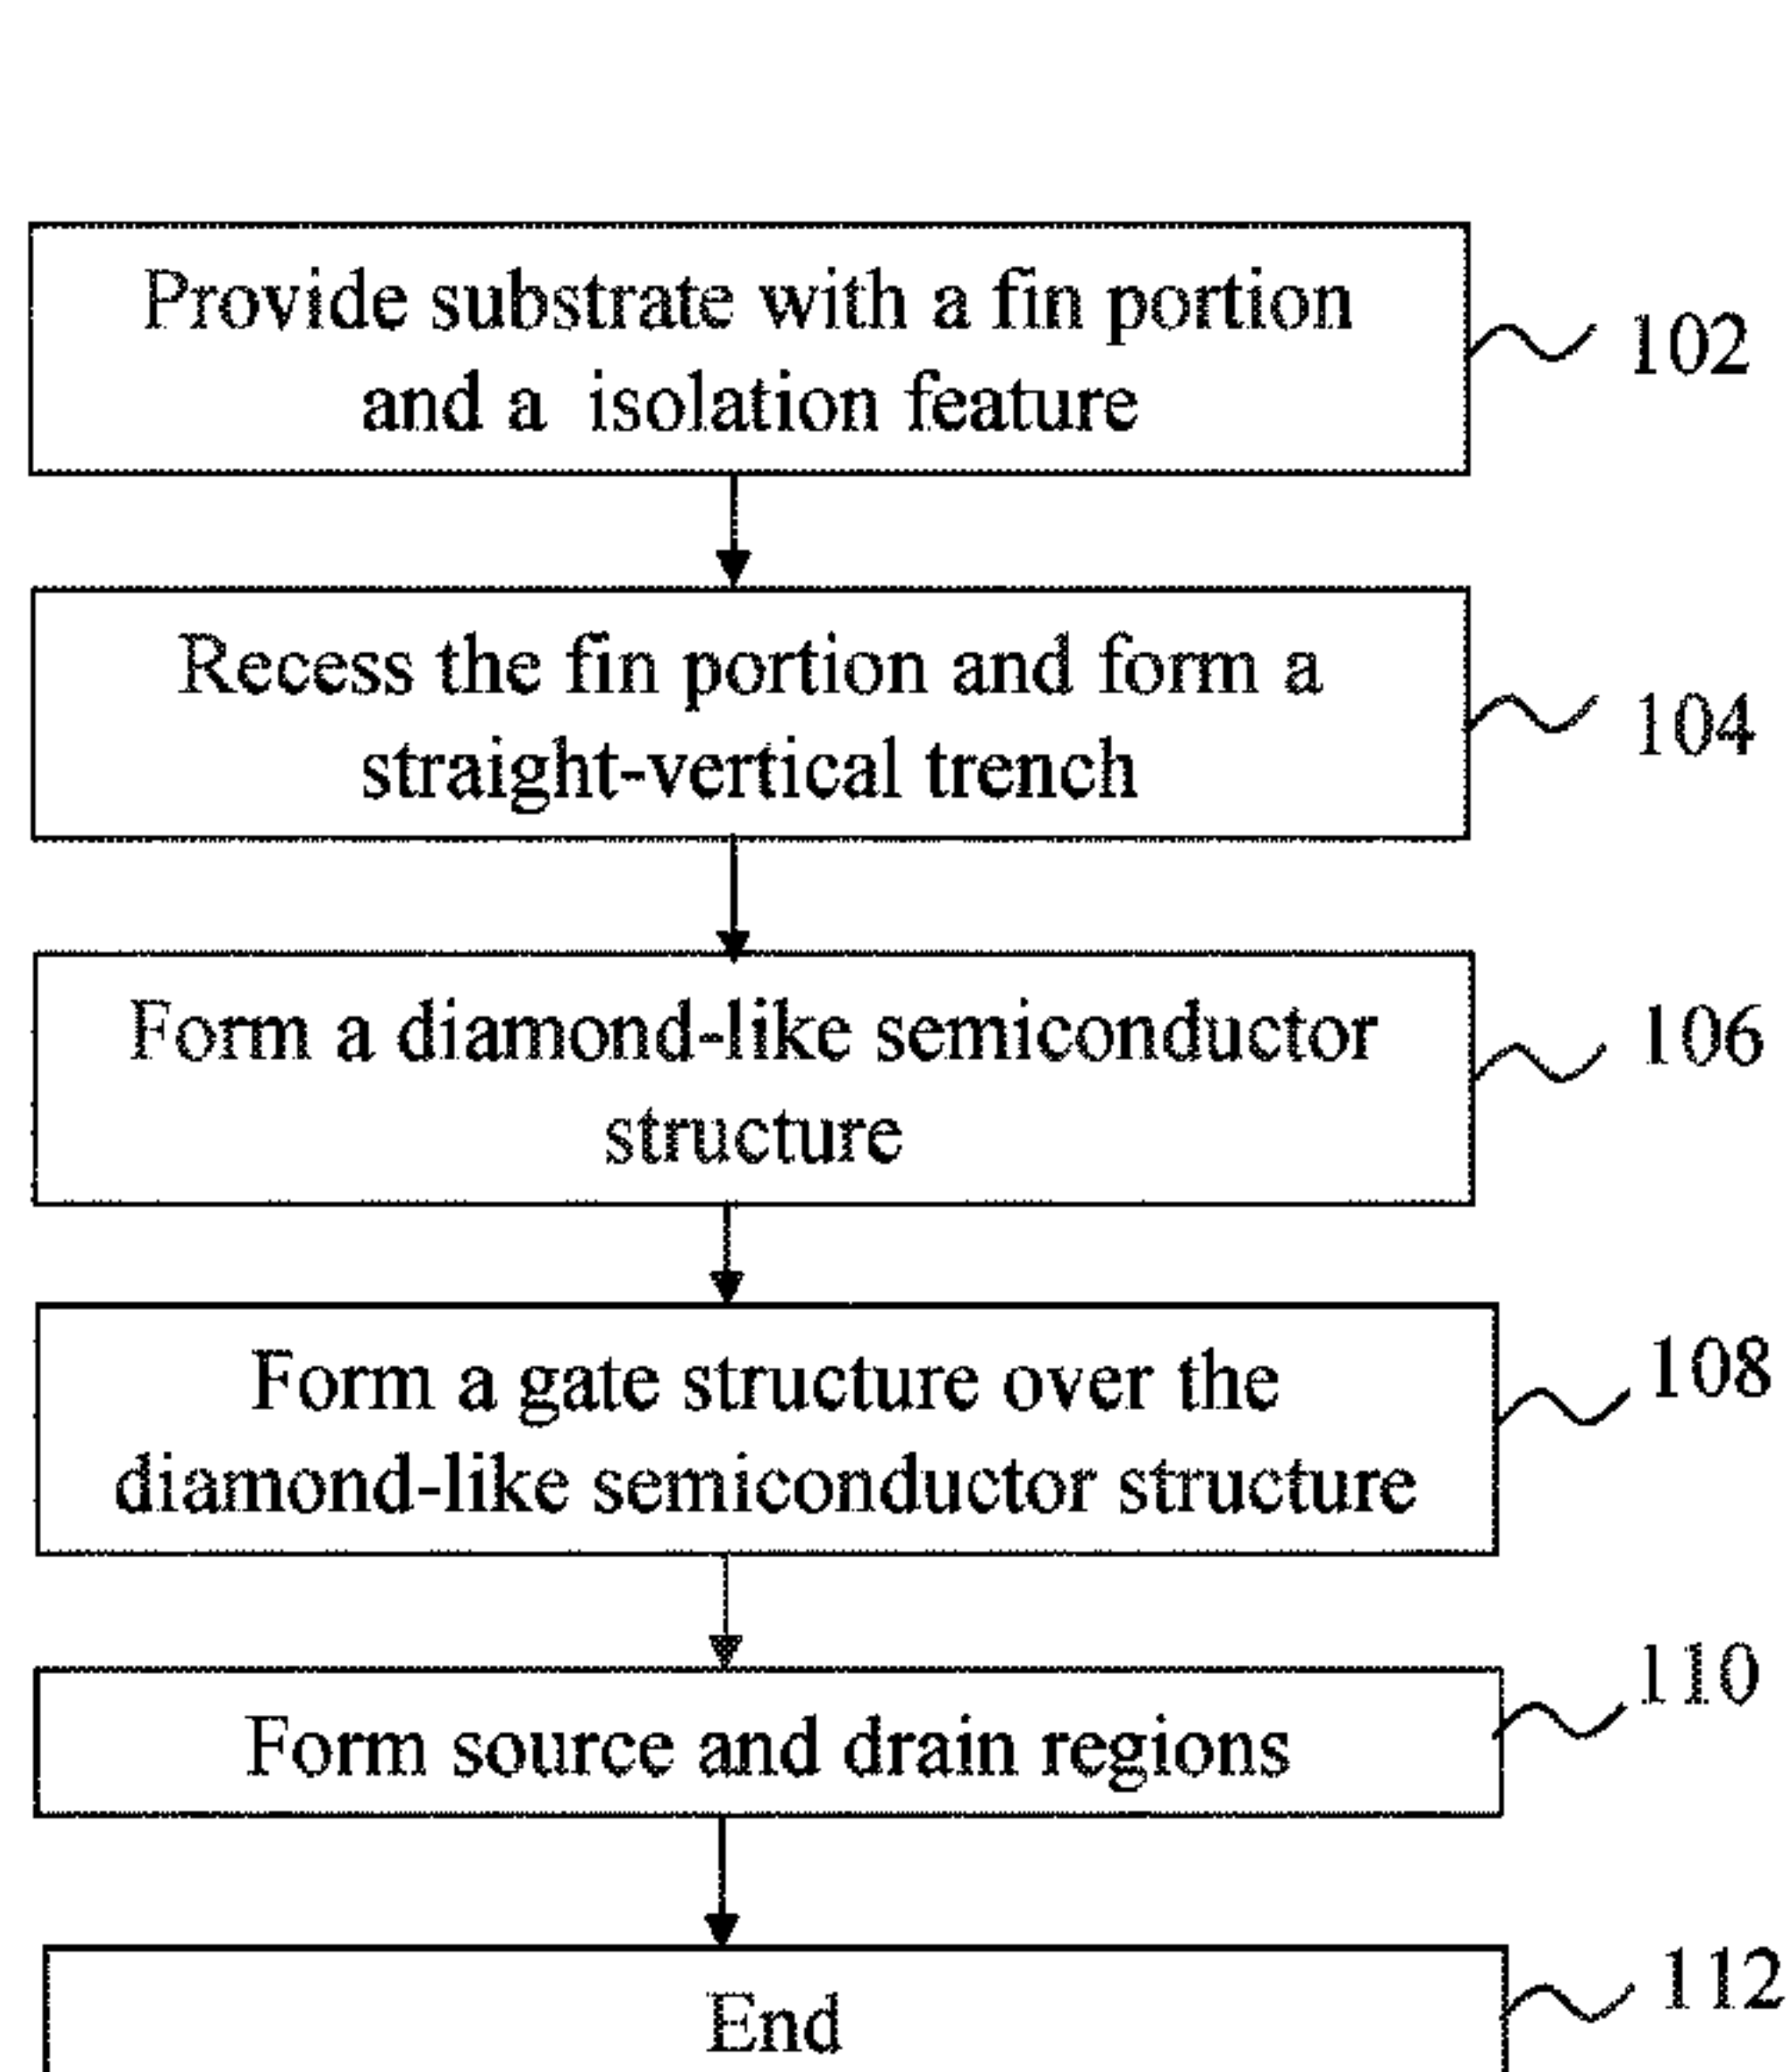 Provide substrate with a fin portion
and a isolation feature
102
Recess the fin portion and form a
straight-vertical trench
104
Form a diamond-like semiconductor
structure
106
Form a gate structure over the
diamond-like semiconductor structure
108
Form source and drain regions
110
End
112